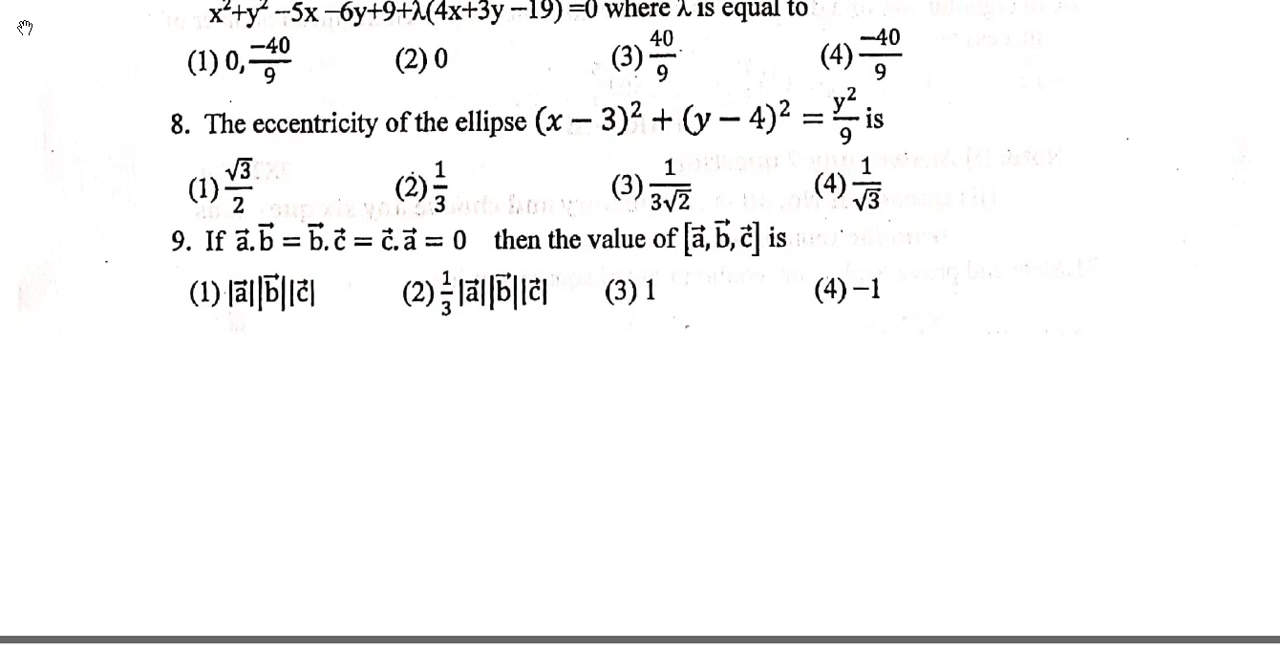 x²+y² –5x –6y+9+λ(4x+3y –19) =0 where λ is equal to
(1) 0, –40/9 (2) 0 (3) 40/9 (4) –40/9
8. The eccentricity of the ellipse (x – 3)² + (y – 4)² = y²/9 is
(1) √3/2 (2) 1/3 (3) 1/3√2 (4) 1/√3
9. If a⃗.b⃗ = b⃗.c⃗ = c⃗.a⃗ = 0 then the value of [a⃗, b⃗, c⃗] is
(1) |a⃗||b⃗||c⃗| (2) 1/3 |a⃗||b⃗||c⃗| (3) 1 (4) –1